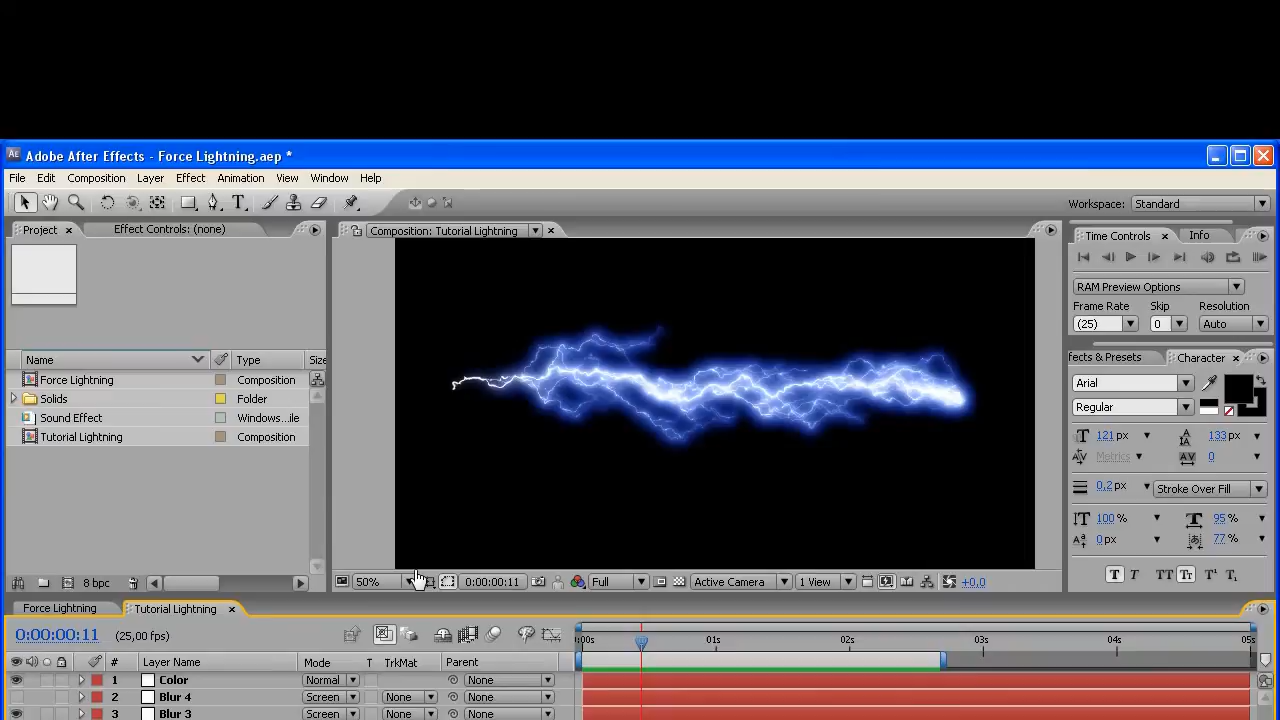 Adobe After Effects - Force Lightning.aep *
File Edit Composition Layer Effect Animation View Window Help
Workspace: Standard
Project Effect Controls: (none)
Composition: Tutorial Lightning
Time Controls Info
RAM Preview Options
Frame Rate Skip Resolution
(25) 0 Auto
Name Type Size
Force Lightning Composition
Solids Folder
Sound Effect Windows...ile
Tutorial Lightning Composition
ffects & Presets Character
Arial
Regular
121 px 133 px
Metrics 0
0,2 px Stroke Over Fill
100 % 95 %
0 px 77 %
8 bpc
50% 0:00:00:11 Full Active Camera 1 View +0,0
Force Lightning Tutorial Lightning
0:00:00:11 (25,00 fps)
:00s 01s 02s 03s 04s 05s
# Layer Name Mode T TrkMat Parent
1 Color Normal None
2 Blur 4 Screen None None
3 Blur 3 Screen None None